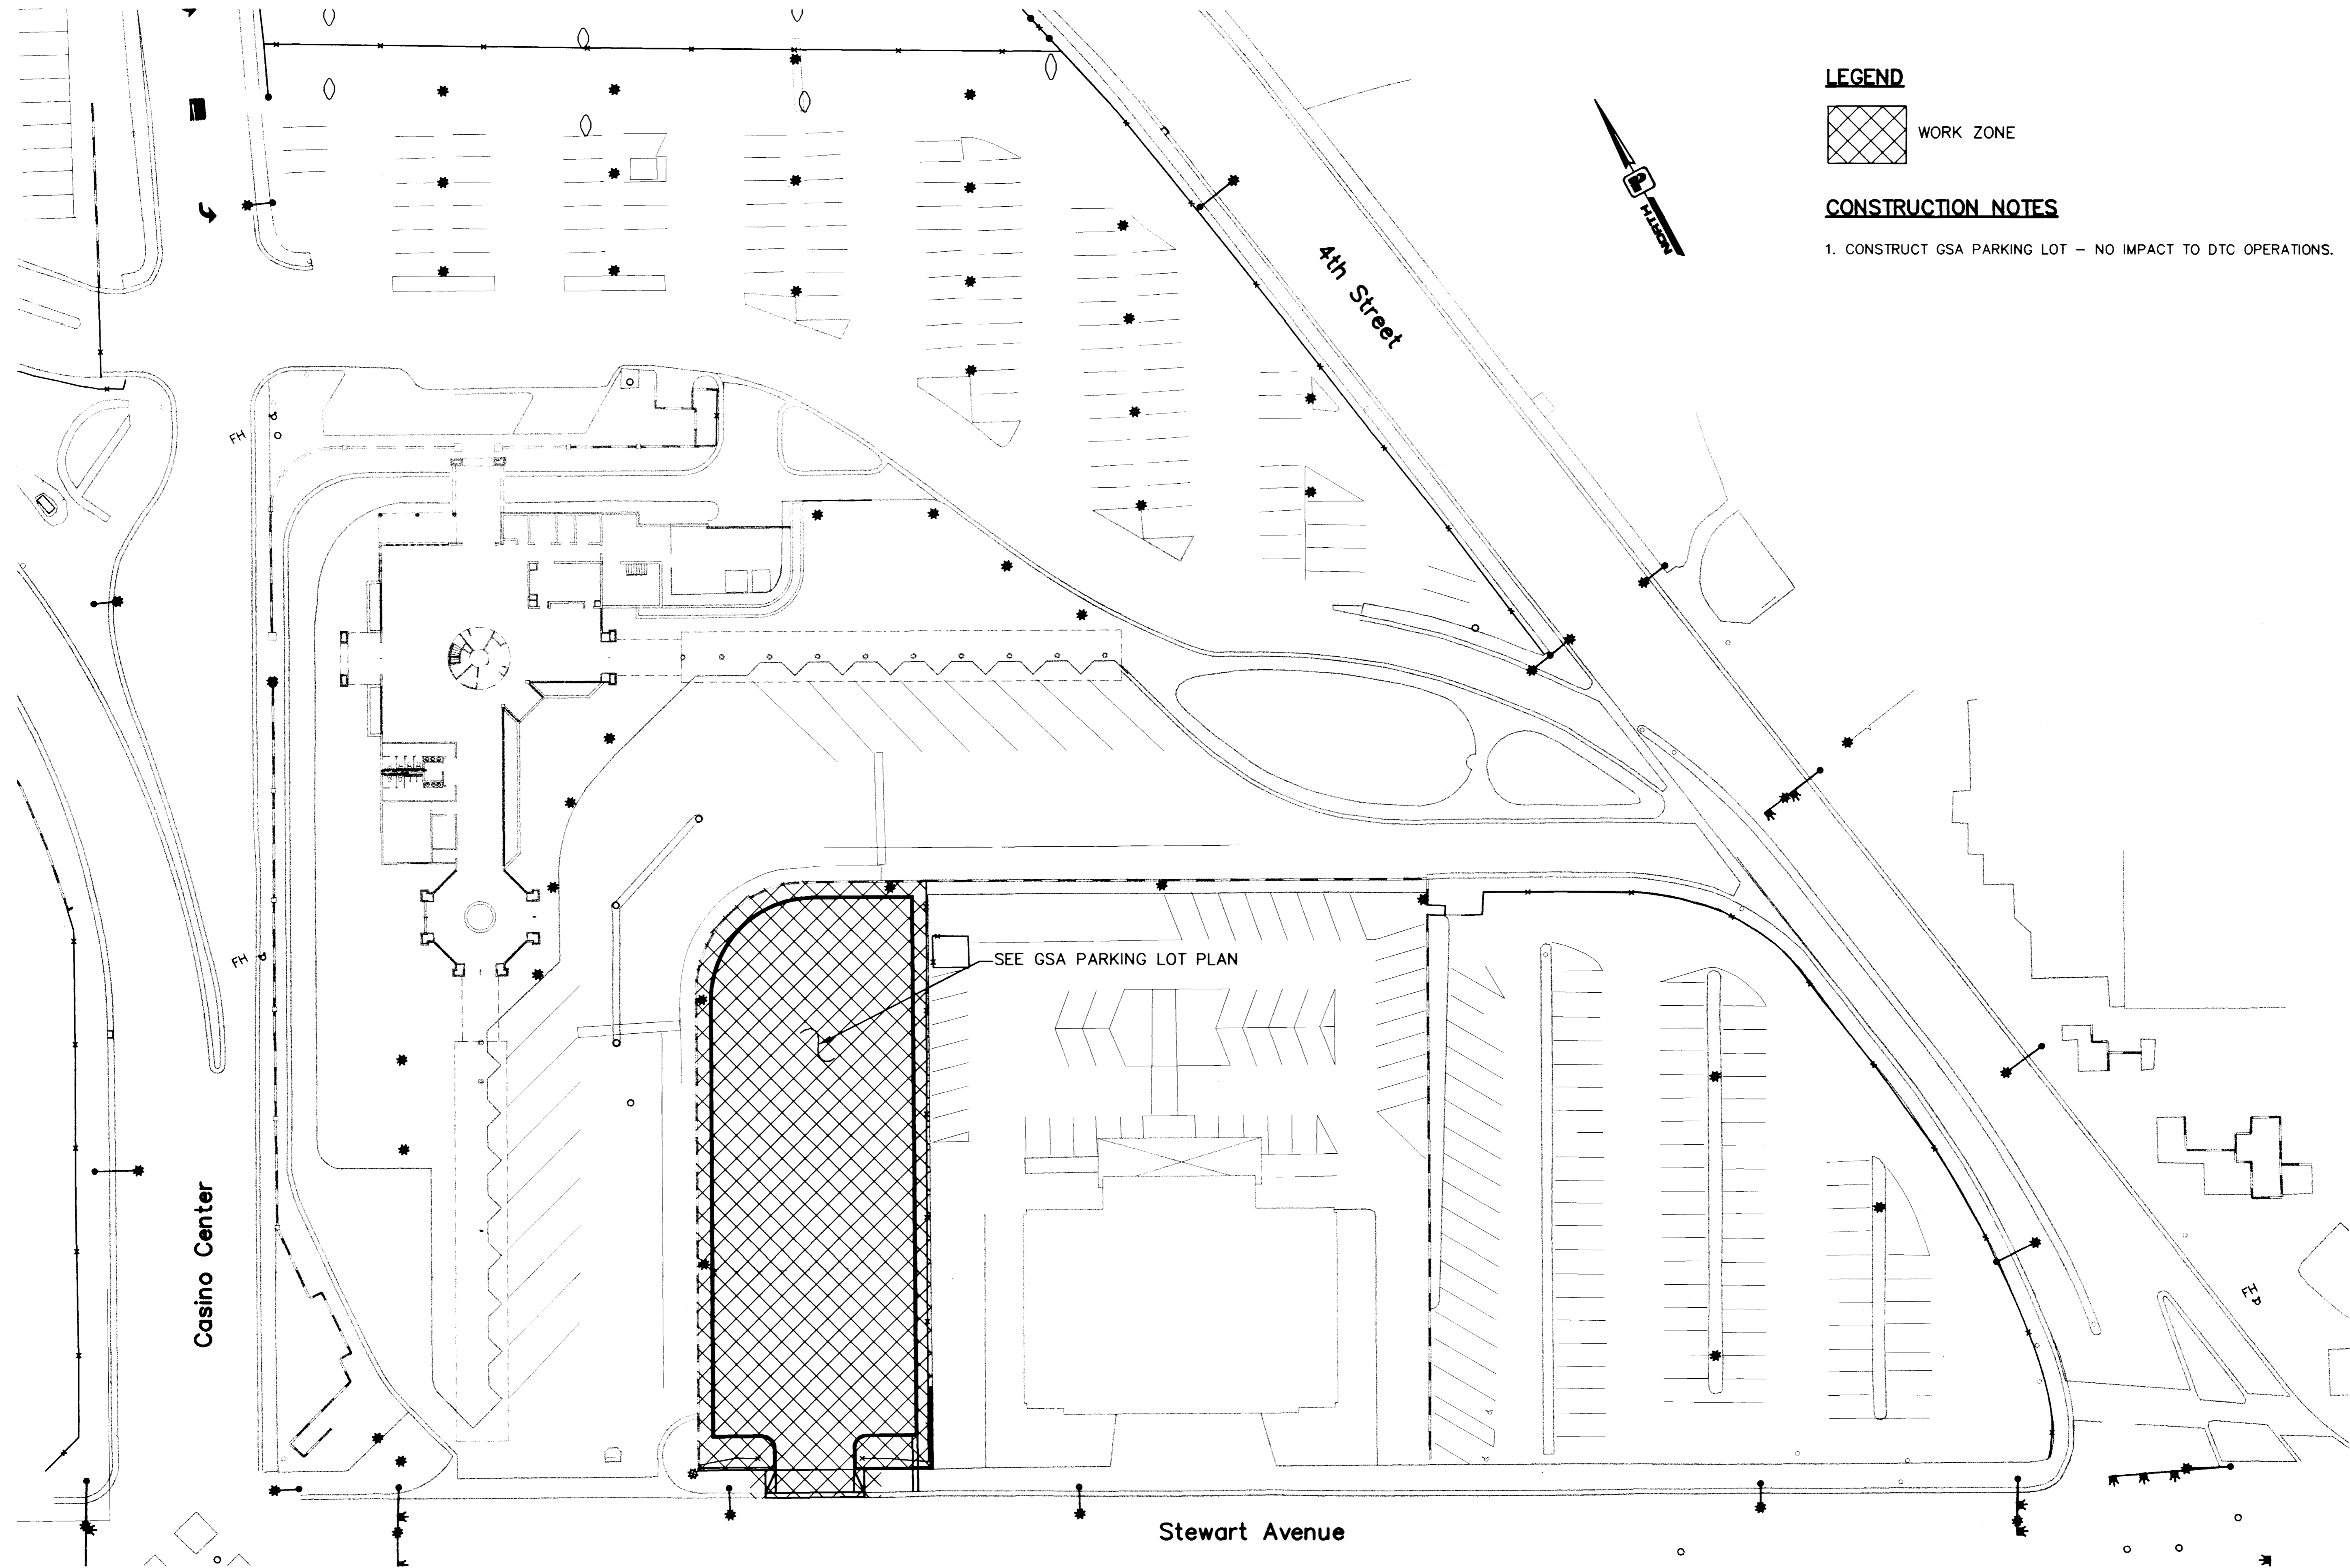 LEGEND
WORK ZONE
CONSTRUCTION NOTES
1. CONSTRUCT GSA PARKING LOT – NO IMPACT TO DTC OPERATIONS.
NORTH
4th Street
FH
FH
SEE GSA PARKING LOT PLAN
Casino Center
FH
Stewart Avenue